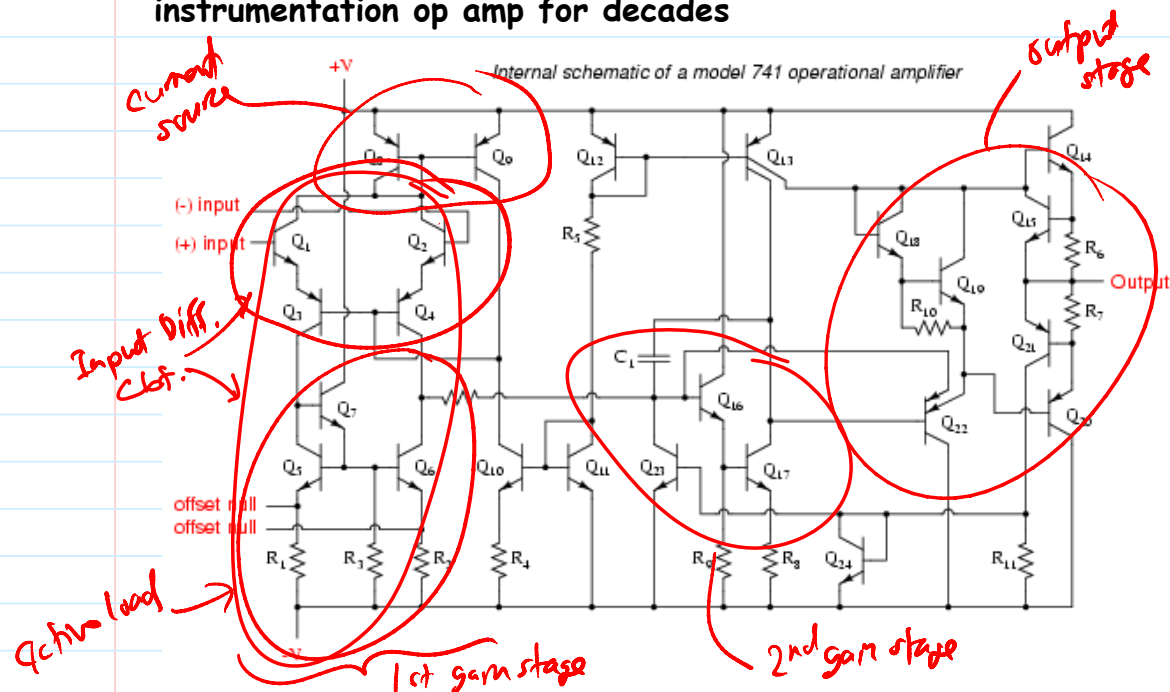 instrumentation op amp for decades
Internal schematic of a model 741 operational amplifier
output
stage
current
source
+V
Q8
Q9
Q12
Q13
Q14
(-) input
(+) input
Q1
Q2
R5
Q15
Q18
R6
Output
Input Diff.
Q3
Q4
Q19
R10
R7
Q21
C1
Q7
Q16
Q22
Q20
Q5
Q6
Q10
Q11
Q23
Q17
offset null
offset null
R1
R3
R2
R4
R9
R8
Q24
R11
Active load
-V
1st gain stage
2nd gain stage